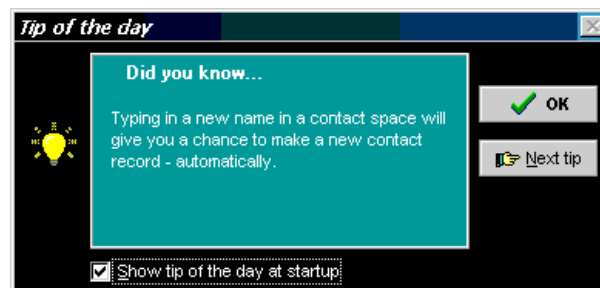 Tip of the day
Did you know...
Typing in a new name in a contact space will
give you a chance to make a new contact
record - automatically.
OK
Next tip
Show tip of the day at startup